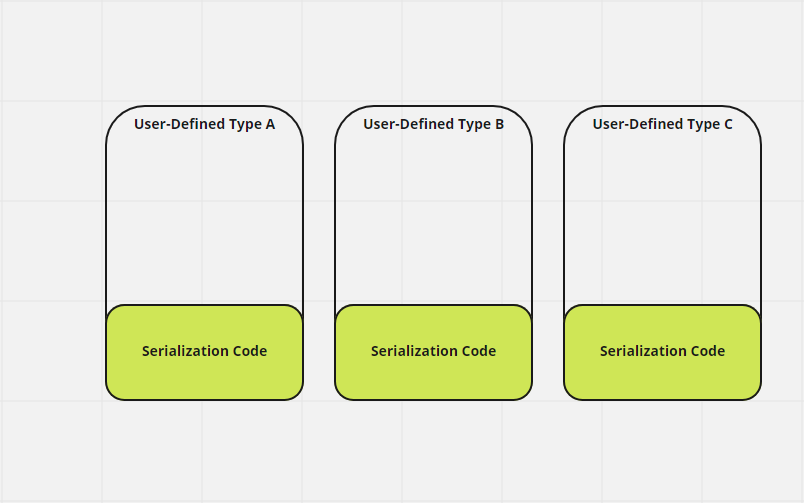 User-Defined Type A
User-Defined Type B
User-Defined Type C
Serialization Code
Serialization Code
Serialization Code